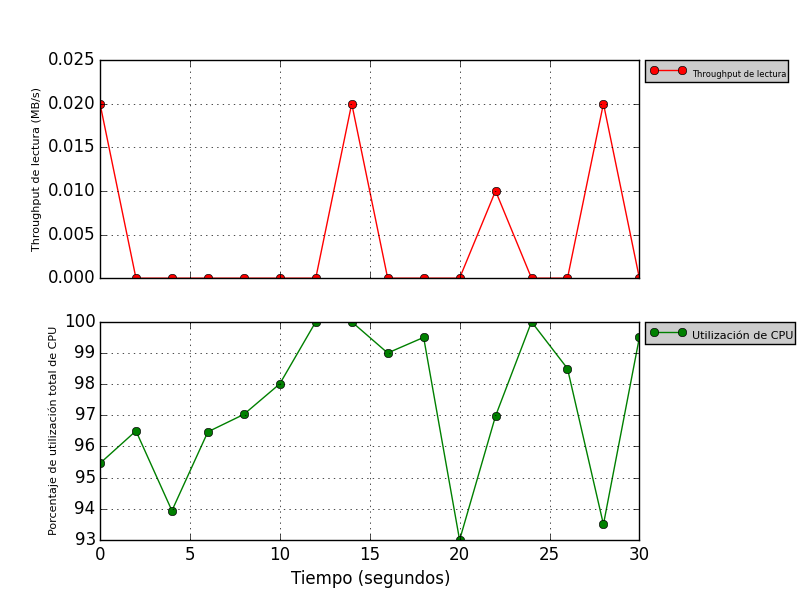 Throughput de lectura (MB/s)
0.025
0.020
0.015
0.010
0.005
0.000
Throughput de lectura
Porcentaje de utilización total de CPU
100
99
98
97
96
95
94
93
Utilización de CPU
0 5 10 15 20 25 30
Tiempo (segundos)